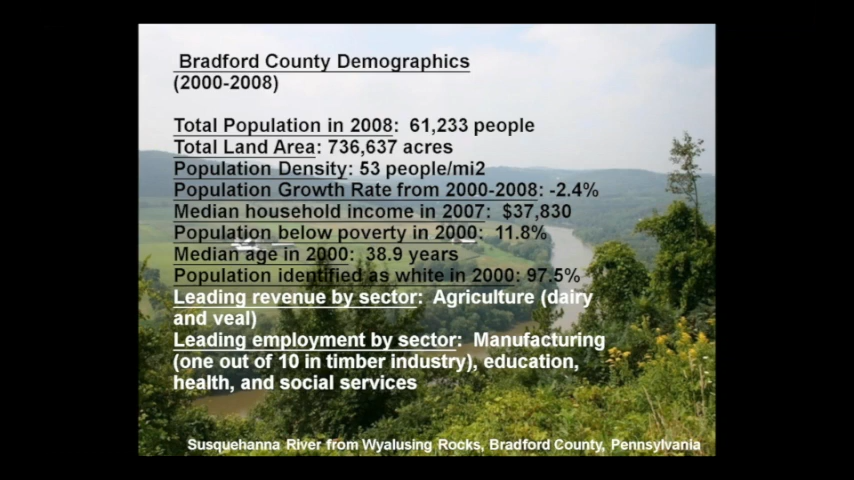 Bradford County Demographics
(2000-2008)
Total Population in 2008: 61,233 people
Total Land Area: 736,637 acres
Population Density: 53 people/mi2
Population Growth Rate from 2000-2008: -2.4%
Median household income in 2007: $37,830
Population below poverty in 2000: 11.8%
Median age in 2000: 38.9 years
Population identified as white in 2000: 97.5%
Leading revenue by sector: Agriculture (dairy
and veal)
Leading employment by sector: Manufacturing
(one out of 10 in timber industry), education,
health, and social services
Susquehanna River from Wyalusing Rocks, Bradford County, Pennsylvania